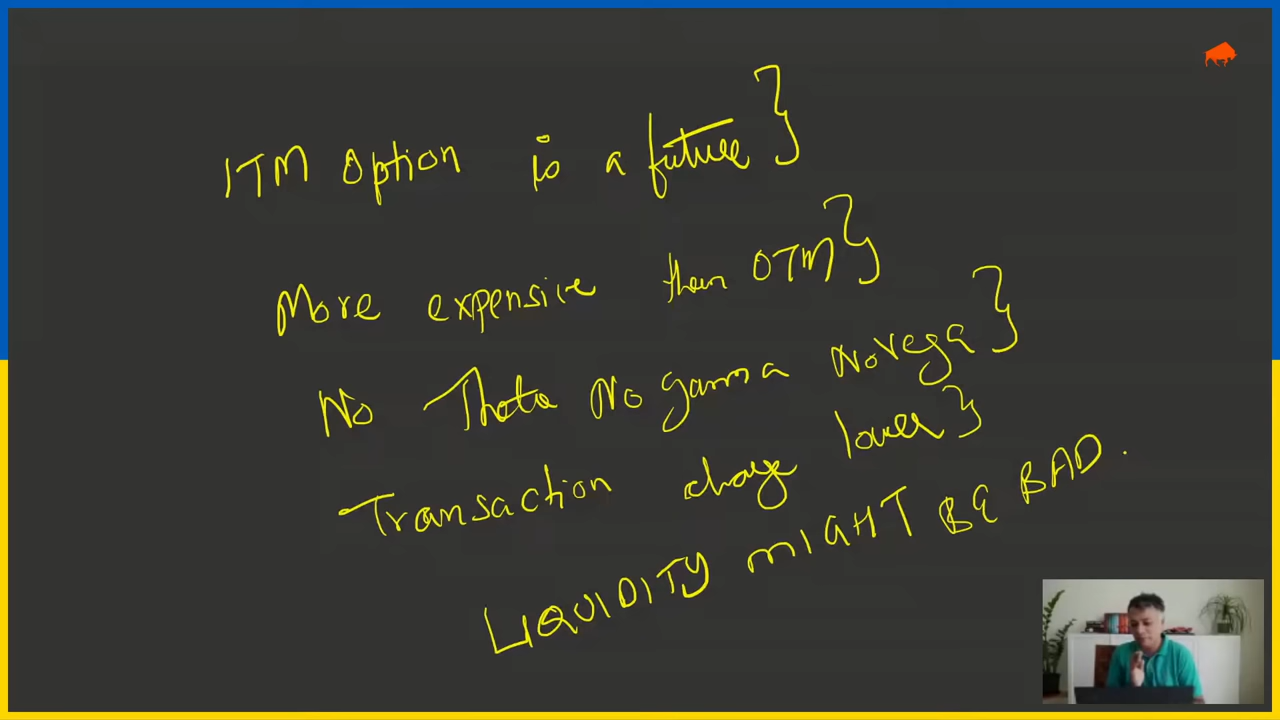 ITM Option is a future}
More expensive than OTM}
No Theta No gamma No vega}
Transaction charge lower}
LIQUIDITY MIGHT BE BAD.